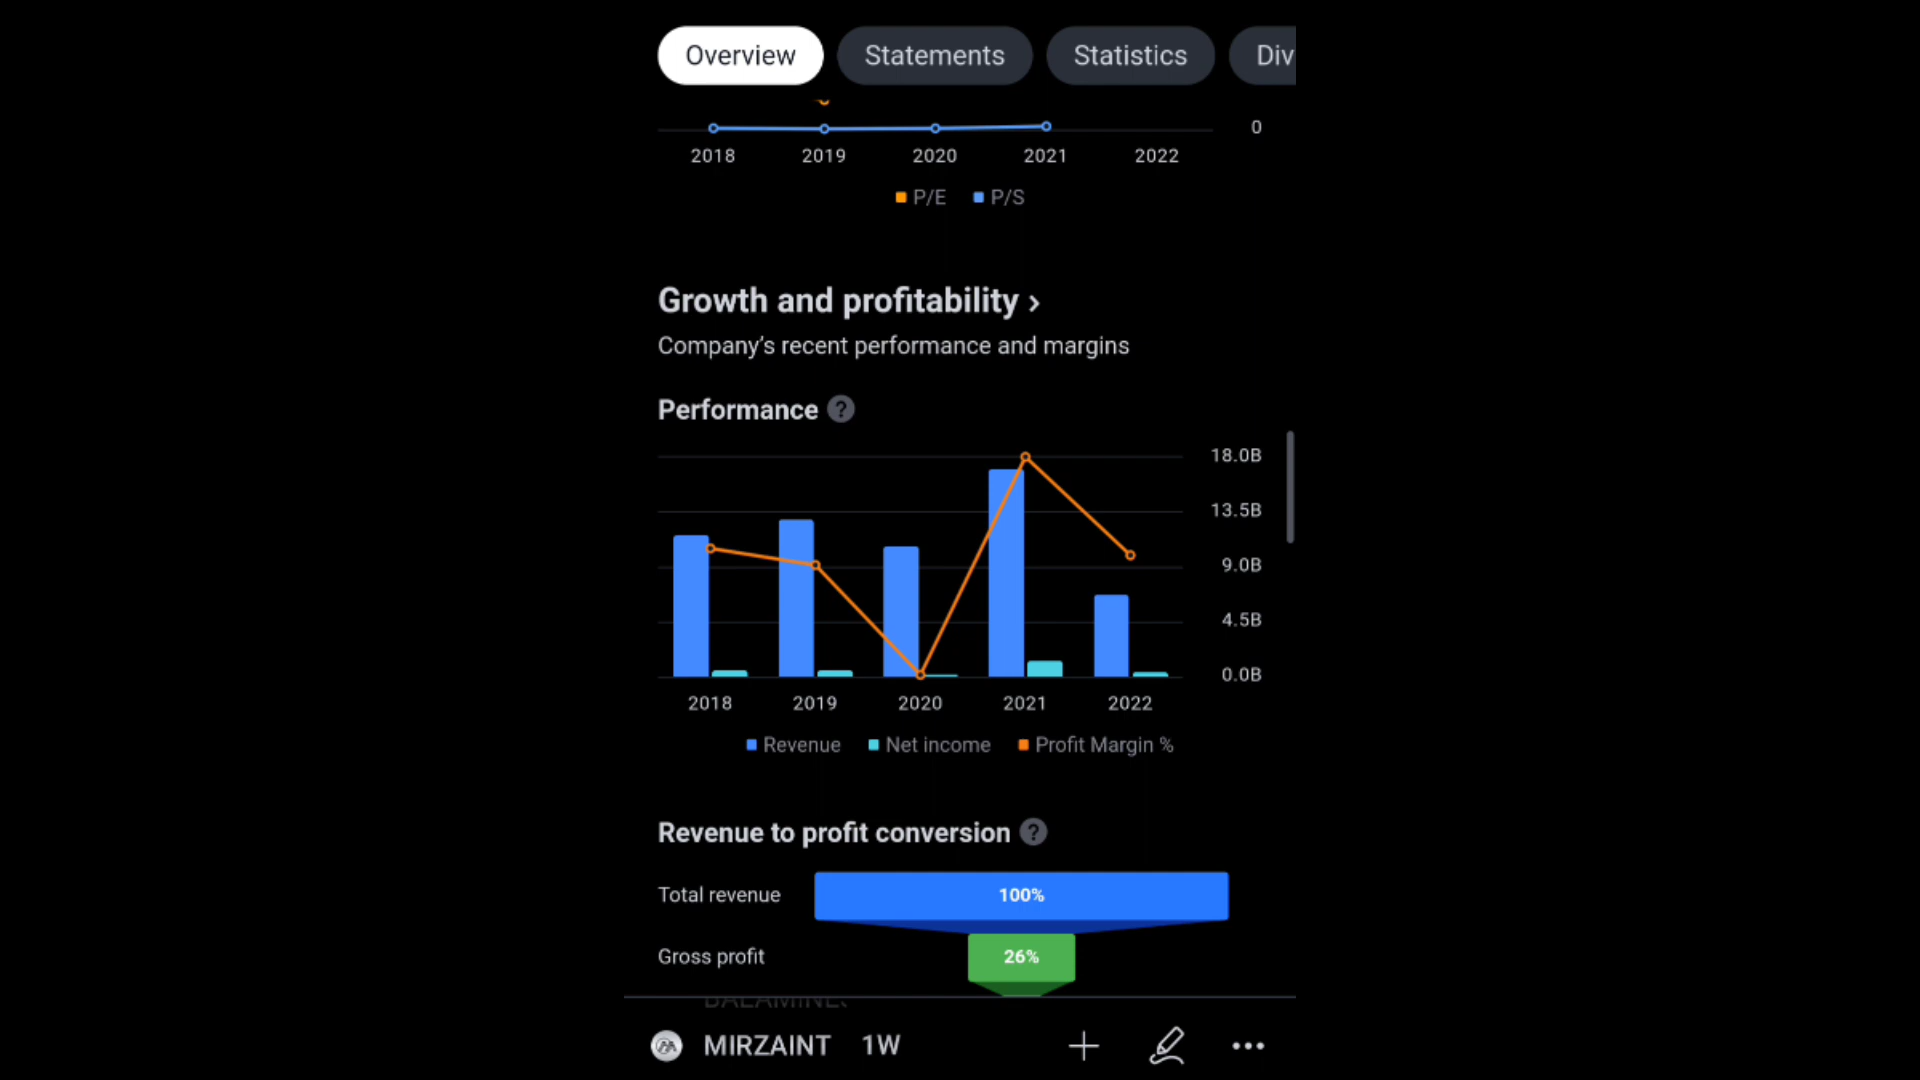 Overview Statements Statistics Div
0
2018 2019 2020 2021 2022
P/E P/S
Growth and profitability ›
Company's recent performance and margins
Performance ?
18.0B
13.5B
9.0B
4.5B
0.0B
2018 2019 2020 2021 2022
Revenue Net income Profit Margin %
Revenue to profit conversion ?
Total revenue 100%
Gross profit 26%
MIRZAINT 1W